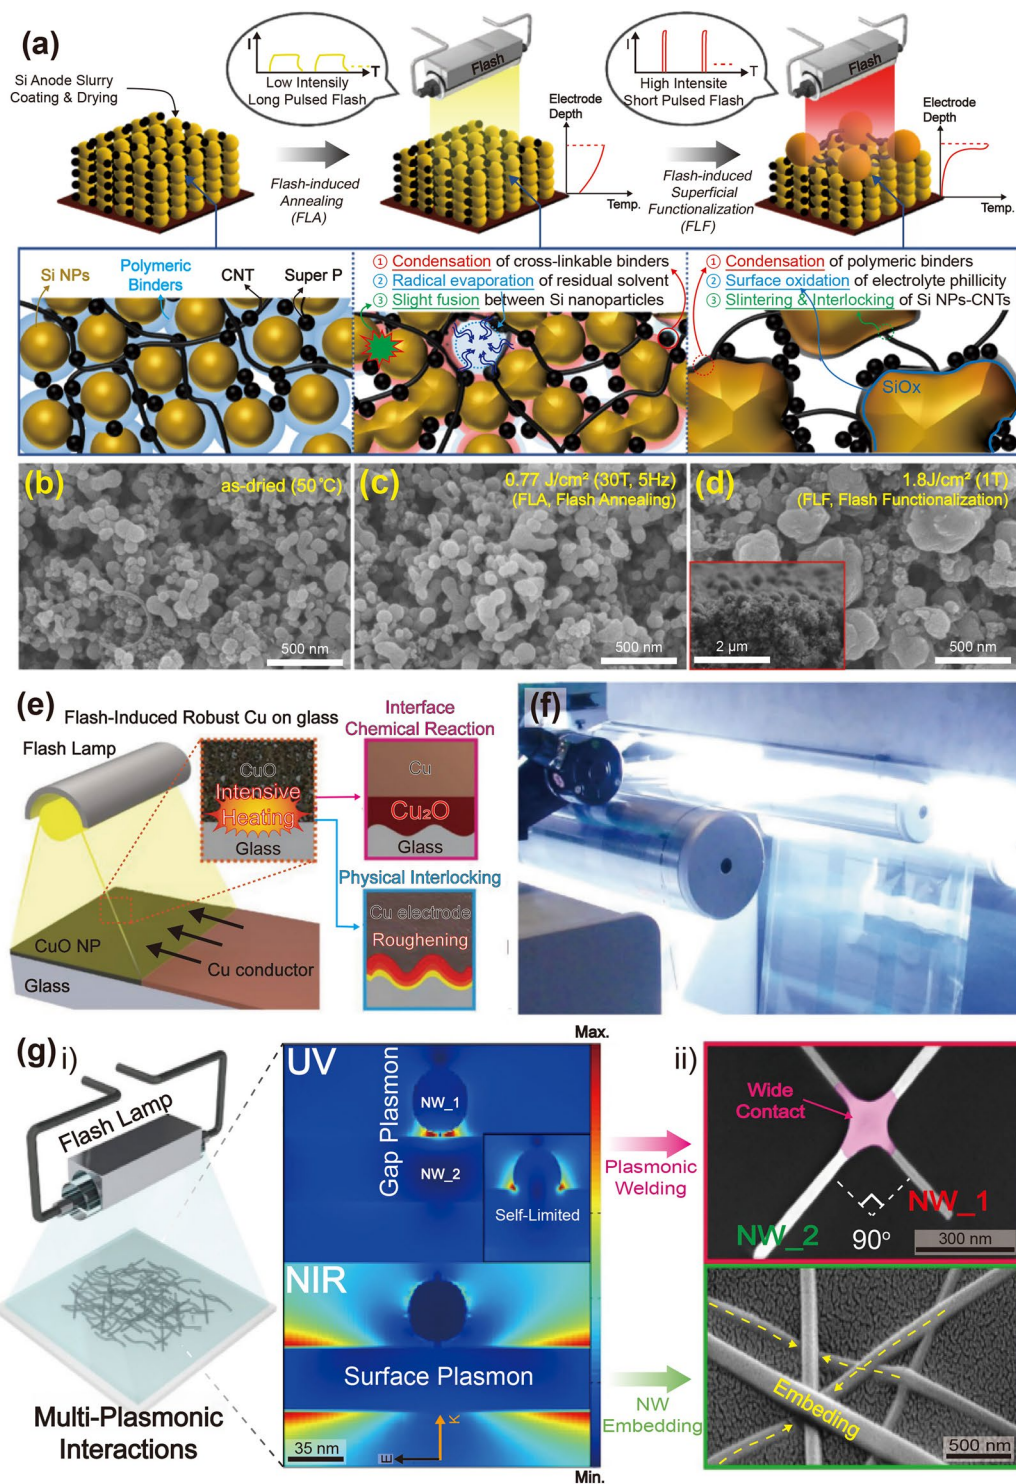 (a)
Si Anode Slurry
Coating & Drying
I
T
Low Intensily
Long Pulsed Flash
Flash
Electrode
Depth
Temp.
Flash-induced
Annealing
(FLA)
I
T
High Intensite
Short Pulsed Flash
Flash
Electrode
Depth
Temp.
Flash-induced
Superficial
Functionalization
(FLF)
Si NPs
Polymeric
Binders
CNT
Super P
① Condensation of cross-linkable binders
② Radical evaporation of residual solvent
③ Slight fusion between Si nanoparticles
① Condensation of polymeric binders
② Surface oxidation of electrolyte phillicity
③ Slintering & Interlocking of Si NPs-CNTs
SiOx
(b)
as-dried (50°C)
500 nm
(c)
0.77 J/cm² (30T, 5Hz)
(FLA, Flash Annealing)
500 nm
(d)
1.8J/cm² (1T)
(FLF, Flash Functionalization)
2 µm
500 nm
(e)
Flash-Induced Robust Cu on glass
Flash Lamp
CuO
Intensive
Heating
Glass
Interface
Chemical Reaction
Cu
Cu₂O
Glass
Physical Interlocking
Cu electrode
Roughening
CuO NP
Cu conductor
Glass
(f)
(g)
i)
Flash Lamp
Multi-Plasmonic
Interactions
UV
Gap Plasmon
NW_1
NW_2
Self-Limited
NIR
Surface Plasmon
35 nm
E
K
Max.
Min.
Plasmonic
Welding
NW
Embedding
ii)
Wide
Contact
NW_1
NW_2
90°
300 nm
Embeding
500 nm